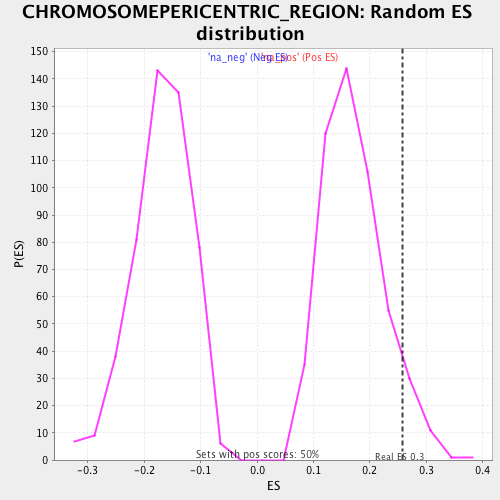 CHROMOSOMEPERICENTRIC_REGION: Random ES
distribution
'na_neg' (Neg ES)
'na_pos' (Pos ES)
150
140
130
120
110
100
90
80
70
60
50
40
30
20
10
0
P(ES)
Sets with pos scores: 50%
Real ES 0.3
-0.3 -0.2 -0.1 0.0 0.1 0.2 0.3 0.4
ES